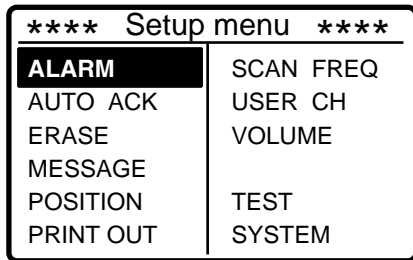 **** Setup menu ****
ALARM SCAN FREQ
AUTO ACK USER CH
ERASE VOLUME
MESSAGE
POSITION TEST
PRINT OUT SYSTEM